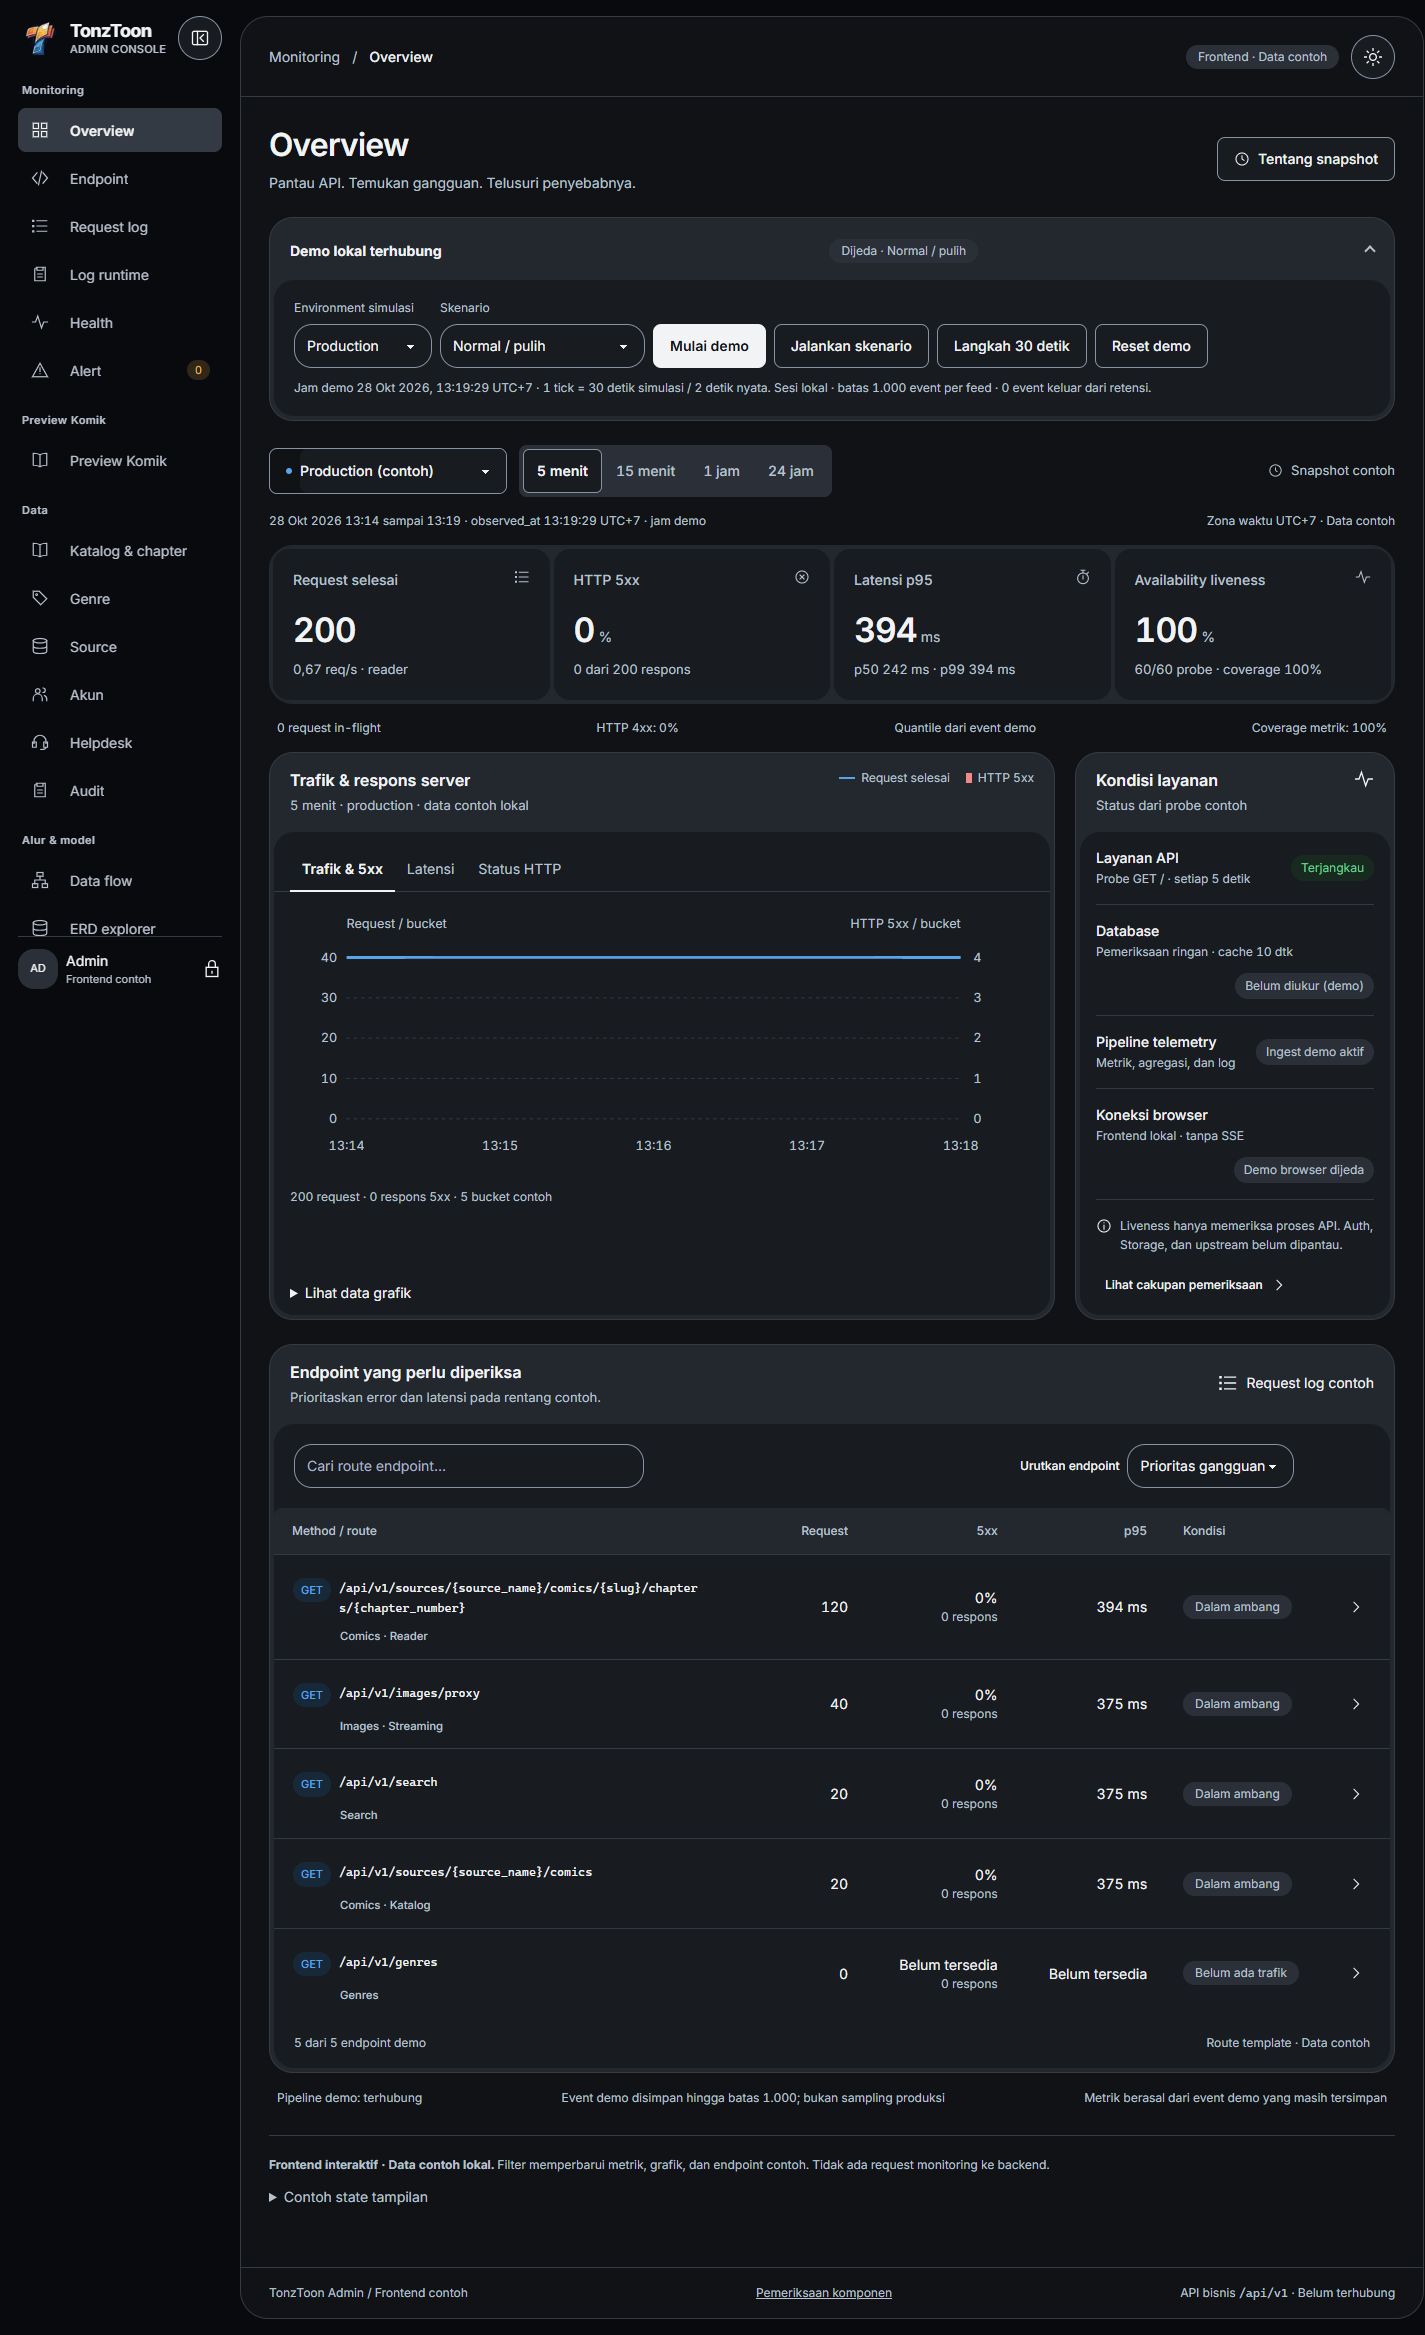 TonzToon
ADMIN CONSOLE
Monitoring
Overview
Endpoint
Request log
Log runtime
Health
Alert 0
Preview Komik
Preview Komik
Data
Katalog & chapter
Genre
Source
Akun
Helpdesk
Audit
Alur & model
Data flow
ERD explorer
AD Admin
Frontend contoh
Monitoring / Overview
Frontend · Data contoh
Overview
Pantau API. Temukan gangguan. Telusuri penyebabnya.
Tentang snapshot
Demo lokal terhubung
Dijeda · Normal / pulih
Environment simulasi Skenario
Production Normal / pulih Mulai demo Jalankan skenario Langkah 30 detik Reset demo
Jam demo 28 Okt 2026, 13:19:29 UTC+7 · 1 tick = 30 detik simulasi / 2 detik nyata. Sesi lokal · batas 1.000 event per feed · 0 event keluar dari retensi.
Production (contoh) 5 menit 15 menit 1 jam 24 jam
Snapshot contoh
28 Okt 2026 13:14 sampai 13:19 · observed_at 13:19:29 UTC+7 · jam demo
Zona waktu UTC+7 · Data contoh
Request selesai
200
0,67 req/s · reader
HTTP 5xx
0 %
0 dari 200 respons
Latensi p95
394 ms
p50 242 ms · p99 394 ms
Availability liveness
100 %
60/60 probe · coverage 100%
0 request in-flight
HTTP 4xx: 0%
Quantile dari event demo
Coverage metrik: 100%
Trafik & respons server
5 menit · production · data contoh lokal
Request selesai HTTP 5xx
Trafik & 5xx Latensi Status HTTP
Request / bucket HTTP 5xx / bucket
40 4
30 3
20 2
10 1
0 0
13:14 13:15 13:16 13:17 13:18
200 request · 0 respons 5xx · 5 bucket contoh
Lihat data grafik
Kondisi layanan
Status dari probe contoh
Layanan API
Probe GET / · setiap 5 detik
Terjangkau
Database
Pemeriksaan ringan · cache 10 dtk
Belum diukur (demo)
Pipeline telemetry
Metrik, agregasi, dan log
Ingest demo aktif
Koneksi browser
Frontend lokal · tanpa SSE
Demo browser dijeda
Liveness hanya memeriksa proses API. Auth,
Storage, dan upstream belum dipantau.
Lihat cakupan pemeriksaan
Endpoint yang perlu diperiksa
Prioritaskan error dan latensi pada rentang contoh.
Request log contoh
Cari route endpoint...
Urutkan endpoint Prioritas gangguan
Method / route Request 5xx p95 Kondisi
GET /api/v1/sources/{source_name}/comics/{slug}/chapter
s/{chapter_number}
Comics · Reader
120 0% 394 ms Dalam ambang
0 respons
GET /api/v1/images/proxy
Images · Streaming
40 0% 375 ms Dalam ambang
0 respons
GET /api/v1/search
Search
20 0% 375 ms Dalam ambang
0 respons
GET /api/v1/sources/{source_name}/comics
Comics · Katalog
20 0% 375 ms Dalam ambang
0 respons
GET /api/v1/genres
Genres
0 Belum tersedia Belum tersedia Belum ada trafik
0 respons
5 dari 5 endpoint demo
Route template · Data contoh
Pipeline demo: terhubung
Event demo disimpan hingga batas 1.000; bukan sampling produksi
Metrik berasal dari event demo yang masih tersimpan
Frontend interaktif · Data contoh lokal. Filter memperbarui metrik, grafik, dan endpoint contoh. Tidak ada request monitoring ke backend.
Contoh state tampilan
TonzToon Admin / Frontend contoh
Pemeriksaan komponen
API bisnis /api/v1 · Belum terhubung